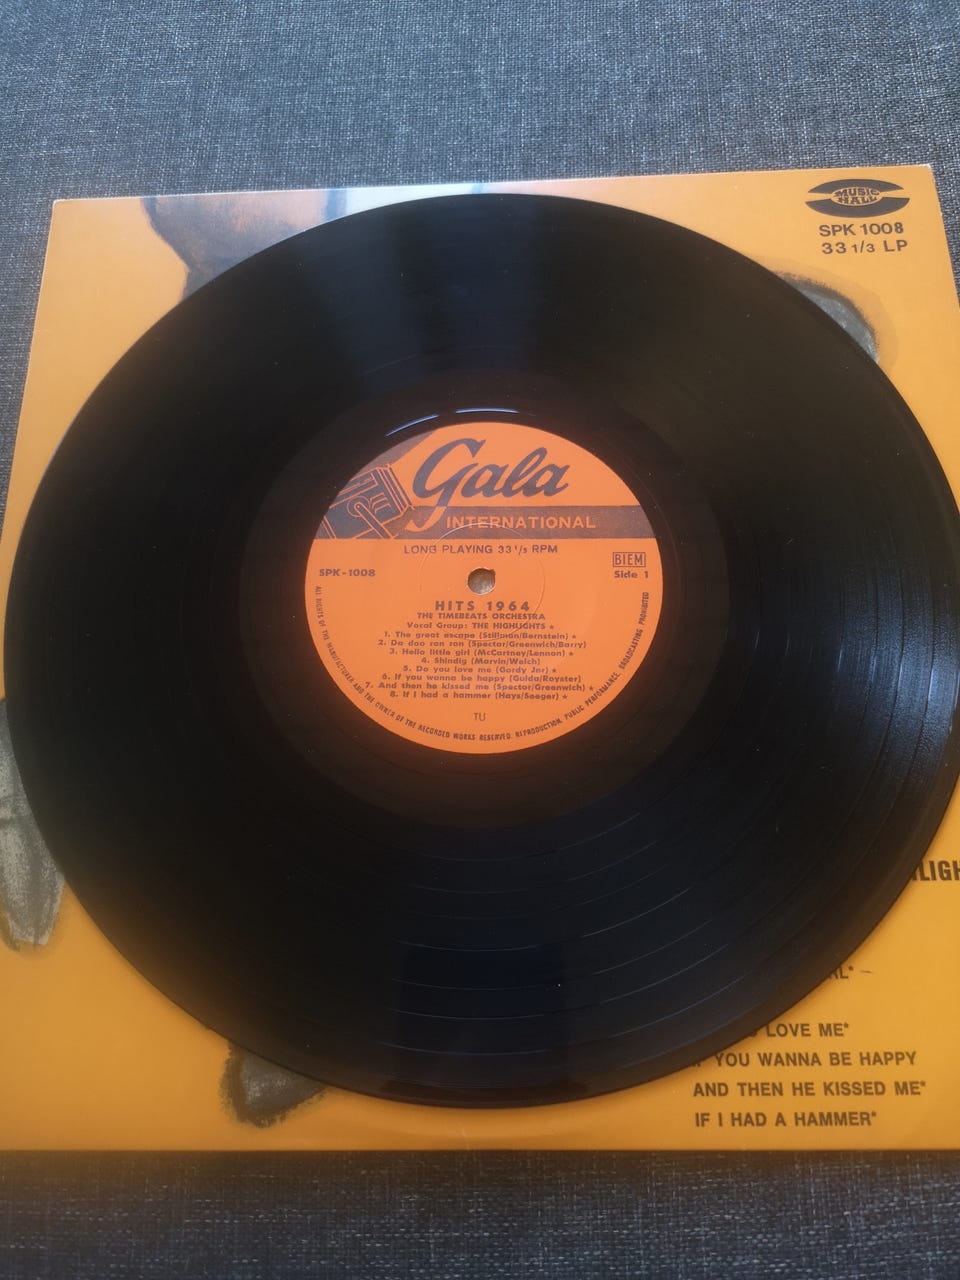 MUSIC
HALL
SPK 1008
33 1/3 LP
Gala
INTERNATIONAL
LONG PLAYING 33 1/3 RPM
BIEM
SPK-1008
Side 1
HITS 1964
THE TIMEBEATS ORCHESTRA
Vocal Group: THE HIGHLIGHTS ★
1. The great escape (Stillman/Bernstein) ★
2. Da doo ron ron (Spector/Greenwich/Barry)
3. Hello little girl (McCartney/Lennon) ★
4. Shindig (Marvin/Welch)
5. Do you love me (Gordy Jnr) ★
6. If you wanna be happy (Guida/Royster)
7. And then he kissed me (Spector/Greenwich) ★
8. If I had a hammer (Hays/Seeger) ★
TU
ALL RIGHTS OF THE MANUFACTURER AND THE OWNER OF THE RECORDED WORKS RESERVED. REPRODUCTION, PUBLIC PERFORMANCE, BROADCASTING PROHIBITED
LIGH
RL*
LOVE ME*
YOU WANNA BE HAPPY
AND THEN HE KISSED ME*
IF I HAD A HAMMER*